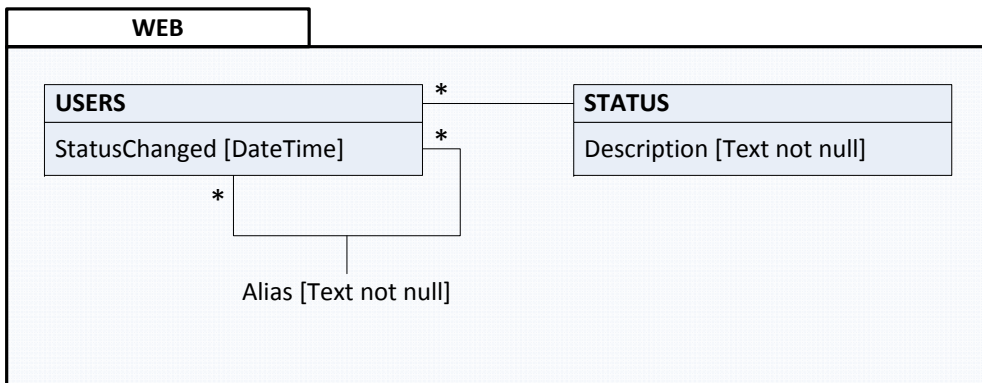 WEB
USERS
*
STATUS
StatusChanged [DateTime]
*
Description [Text not null]
*
Alias [Text not null]